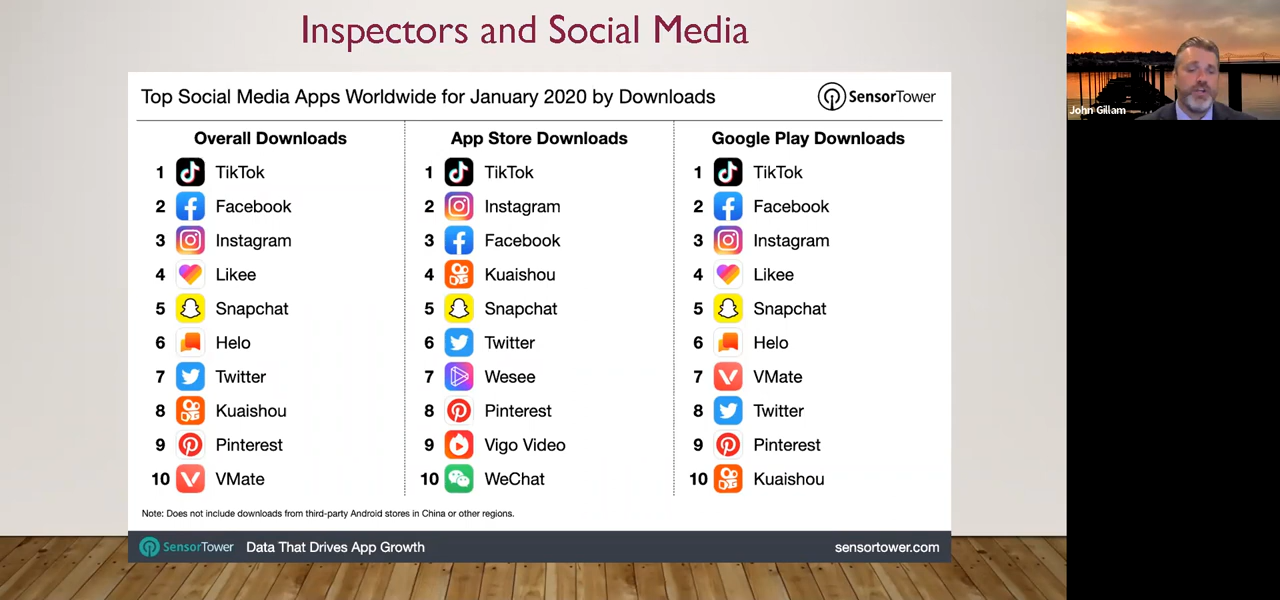 Inspectors and Social Media
Top Social Media Apps Worldwide for January 2020 by Downloads
SensorTower
Overall Downloads
1 TikTok
2 Facebook
3 Instagram
4 Likee
5 Snapchat
6 Helo
7 Twitter
8 Kuaishou
9 Pinterest
10 VMate
App Store Downloads
1 TikTok
2 Instagram
3 Facebook
4 Kuaishou
5 Snapchat
6 Twitter
7 Wesee
8 Pinterest
9 Vigo Video
10 WeChat
Google Play Downloads
1 TikTok
2 Facebook
3 Instagram
4 Likee
5 Snapchat
6 Helo
7 VMate
8 Twitter
9 Pinterest
10 Kuaishou
Note: Does not include downloads from third-party Android stores in China or other regions.
SensorTower Data That Drives App Growth
sensortower.com
John Gillam